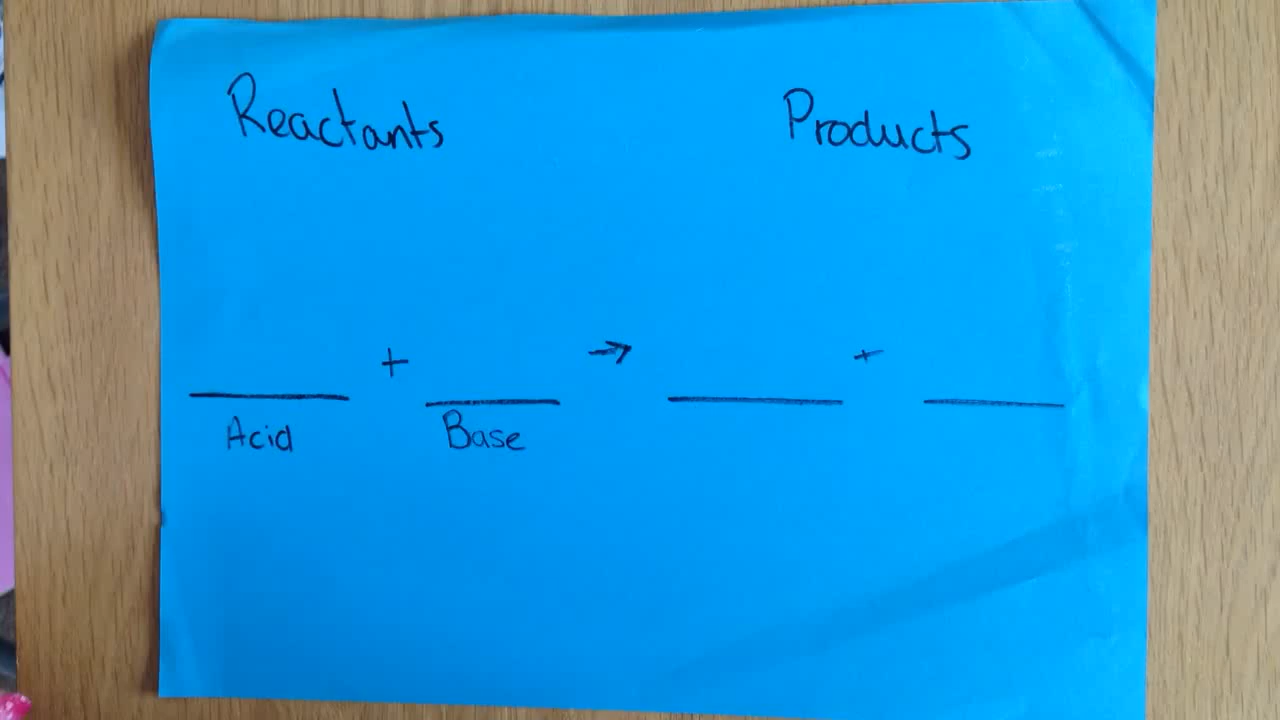 Reactants Products
+ → +
Acid Base